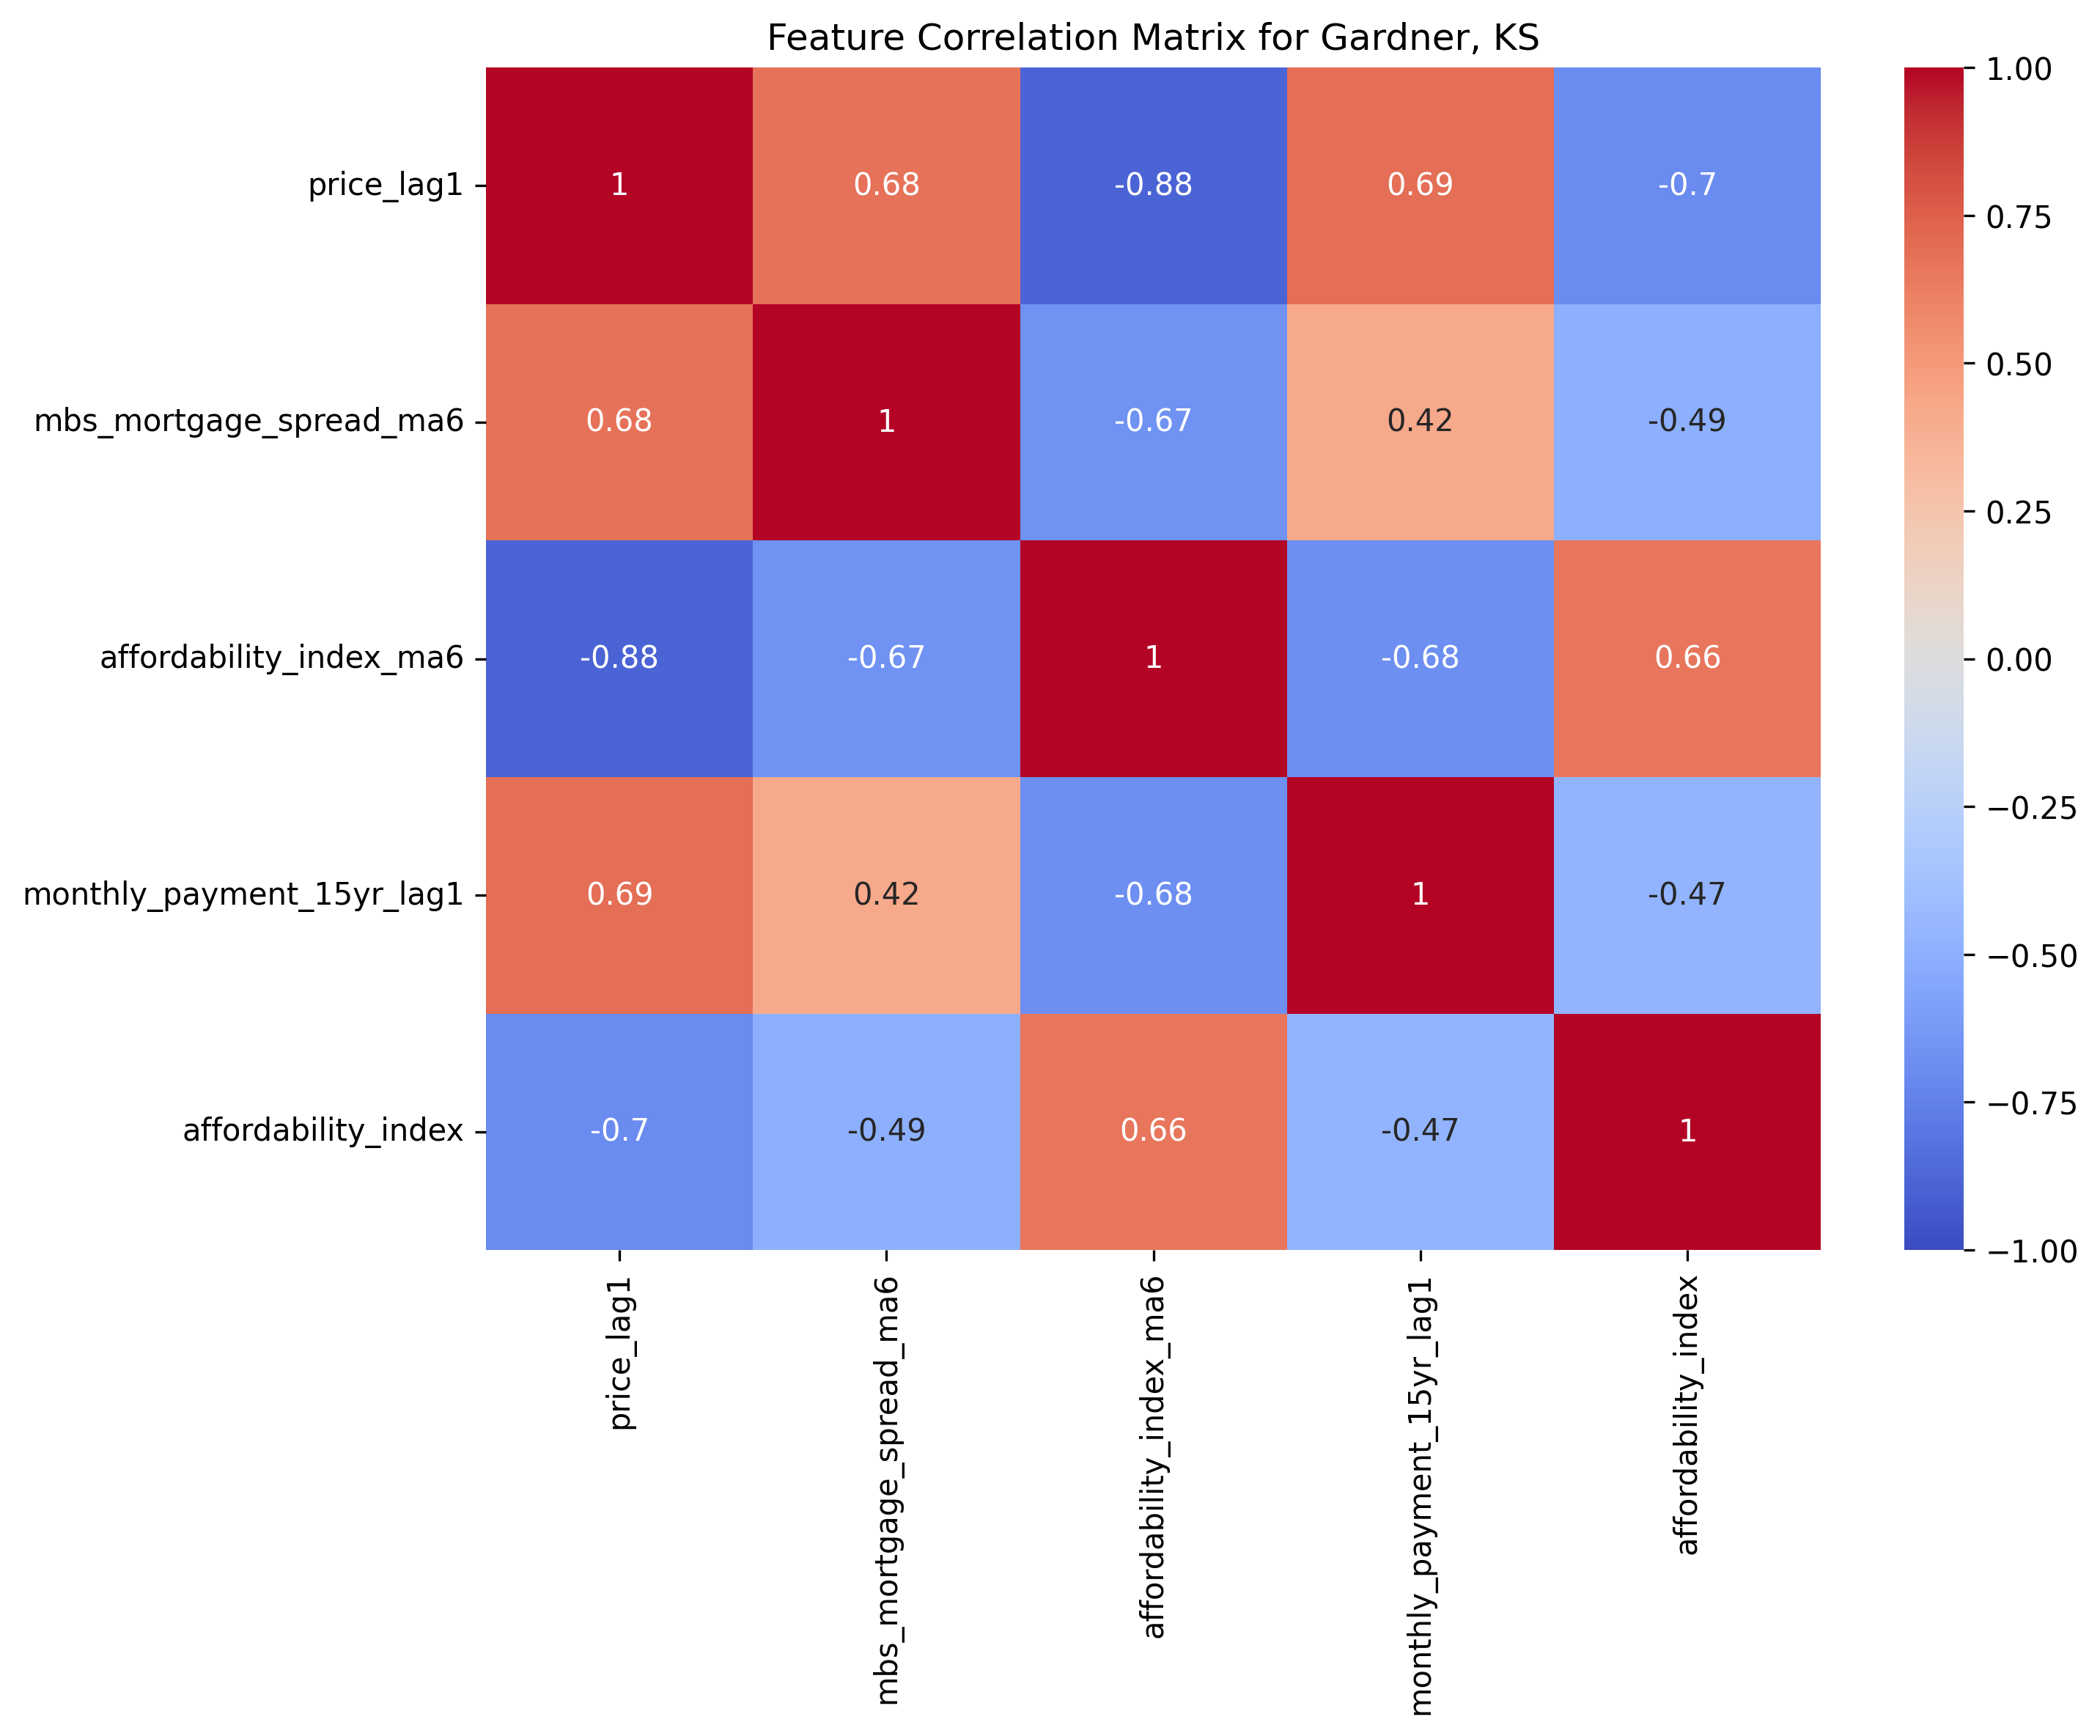 Feature Correlation Matrix for Gardner, KS
price_lag1 1 0.68 -0.88 0.69 -0.7
mbs_mortgage_spread_ma6 0.68 1 -0.67 0.42 -0.49
affordability_index_ma6 -0.88 -0.67 1 -0.68 0.66
monthly_payment_15yr_lag1 0.69 0.42 -0.68 1 -0.47
affordability_index -0.7 -0.49 0.66 -0.47 1
price_lag1
mbs_mortgage_spread_ma6
affordability_index_ma6
monthly_payment_15yr_lag1
affordability_index
1.00
0.75
0.50
0.25
0.00
−0.25
−0.50
−0.75
−1.00